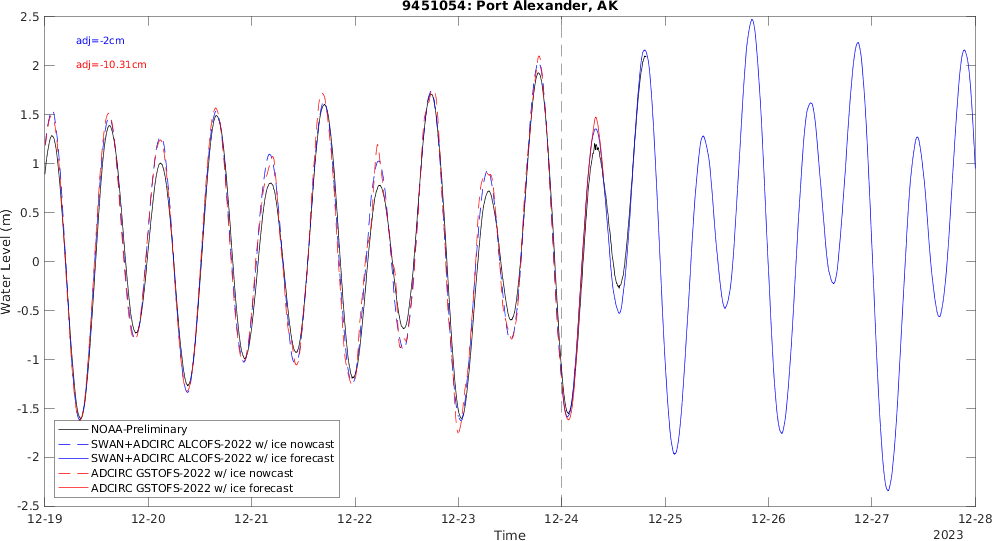 9451054: Port Alexander, AK
adj=-2cm
adj=-10.31cm
2.5
2
1.5
1
0.5
0
-0.5
-1
-1.5
-2
-2.5
Water Level (m)
NOAA-Preliminary
SWAN+ADCIRC ALCOFS-2022 w/ ice nowcast
SWAN+ADCIRC ALCOFS-2022 w/ ice forecast
ADCIRC GSTOFS-2022 w/ ice nowcast
ADCIRC GSTOFS-2022 w/ ice forecast
12-19 12-20 12-21 12-22 12-23 12-24 12-25 12-26 12-27 12-28
Time
2023